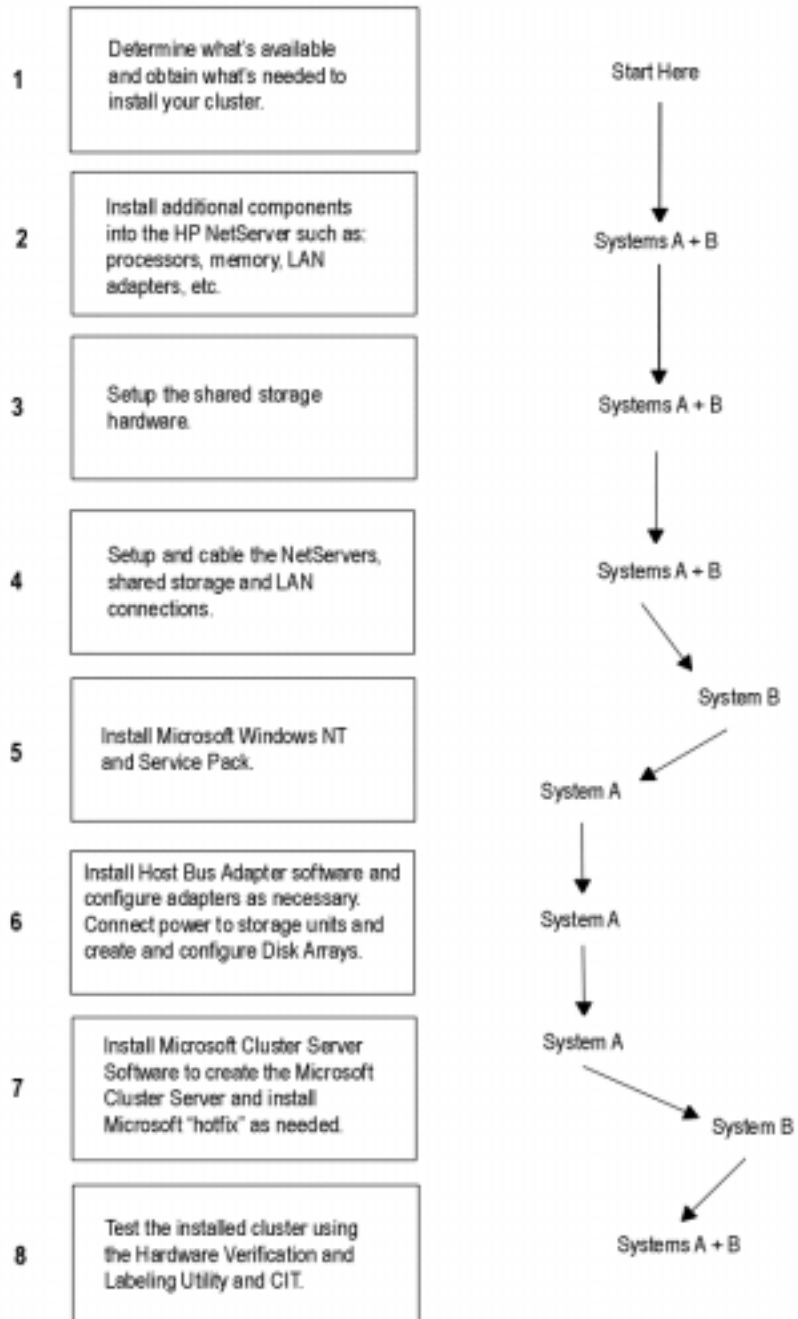 1
Determine what's available
and obtain what's needed to
install your cluster.
Start Here
2
Install additional components
into the HP NetServer such as:
processors, memory, LAN
adapters, etc.
Systems A + B
3
Setup the shared storage
hardware.
Systems A + B
4
Setup and cable the NetServers,
shared storage and LAN
connections.
Systems A + B
5
Install Microsoft Windows NT
and Service Pack.
System B
System A
6
Install Host Bus Adapter software and
configure adapters as necessary.
Connect power to storage units and
create and configure Disk Arrays.
System A
7
Install Microsoft Cluster Server
Software to create the Microsoft
Cluster Server and install
Microsoft "hotfix" as needed.
System A
System B
8
Test the installed cluster using
the Hardware Verification and
Labeling Utility and CIT.
Systems A + B